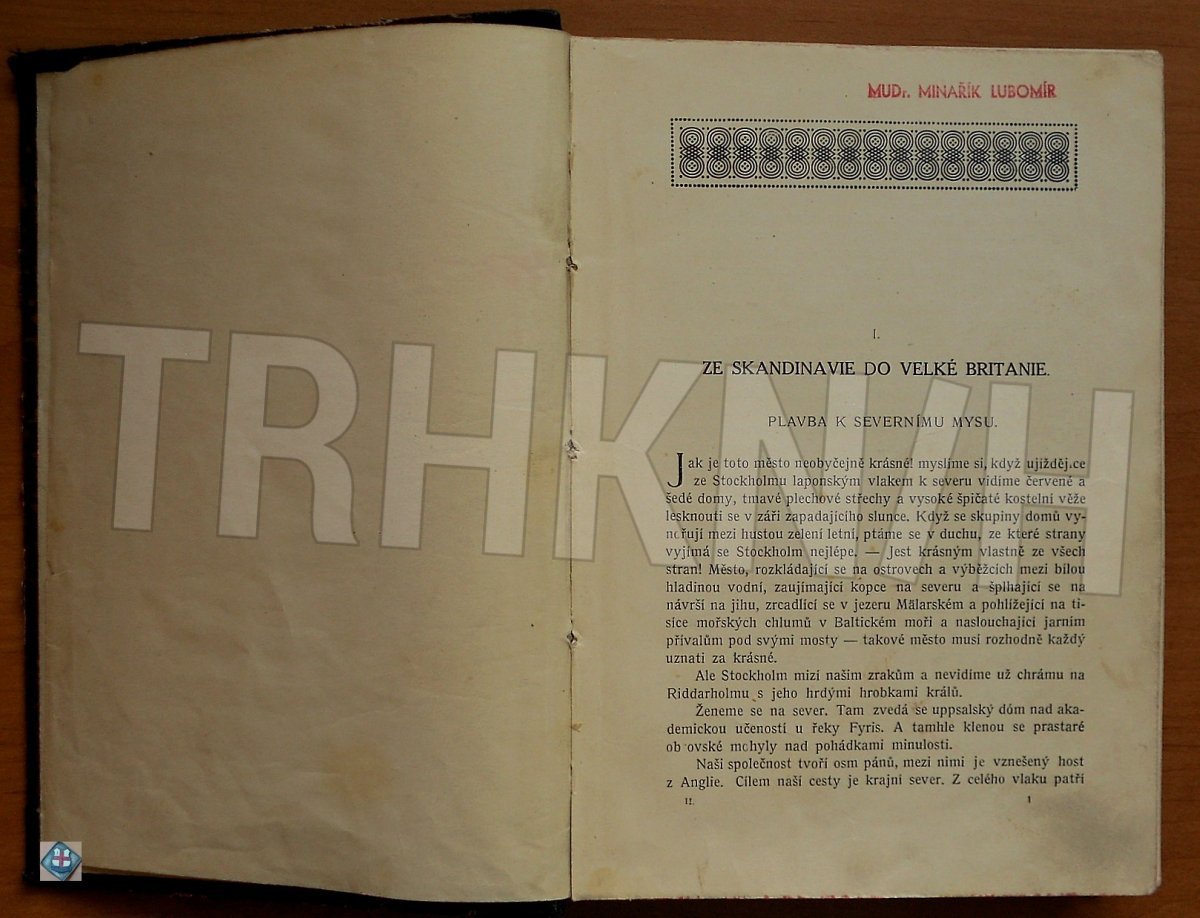 MUDr. MINAŘÍK LUBOMÍR
I.
ZE SKANDINAVIE DO VELKÉ BRITANIE.
PLAVBA K SEVERNÍMU MYSU.
Jak je toto město neobyčejně krásné! myslíme si, když ujížděj.ce
ze Stockholmu laponským vlakem k severu vidíme červené a
šedé domy, tmavé plechové střechy a vysoké špičaté kostelní věže
lesknouti se v záři zapadajícího slunce. Když se skupiny domů vy-
nořují mezi hustou zelení letní, ptáme se v duchu, ze které strany
vyjímá se Stockholm nejlépe. — Jest krásným vlastně ze všech
stran! Město, rozkládající se na ostrovech a výběžcích mezi bílou
hladinou vodní, zaujímající kopce na severu a šplhající se na
návrší na jihu, zrcadlící se v jezeru Mälarském a pohlížející na ti-
síce mořských chlumů v Baltickém moři a naslouchající jarním
přívalům pod svými mosty — takové město musí rozhodně každý
uznati za krásné.
Ale Stockholm mizí našim zrakům a nevidíme už chrámu na
Riddarholmu s jeho hrdými hrobkami králů.
Ženeme se na sever. Tam zvedá se uppsalský dóm nad aka-
demickou učeností u řeky Fyris. A tamhle klenou se prastaré
ob ovské mohyly nad pohádkami minulosti.
Naši společnost tvoří osm pánů, mezi nimi je vznešený host
z Anglie. Cílem naší cesty je krajní sever. Z celého vlaku patří
II. 1
TRHKNIH